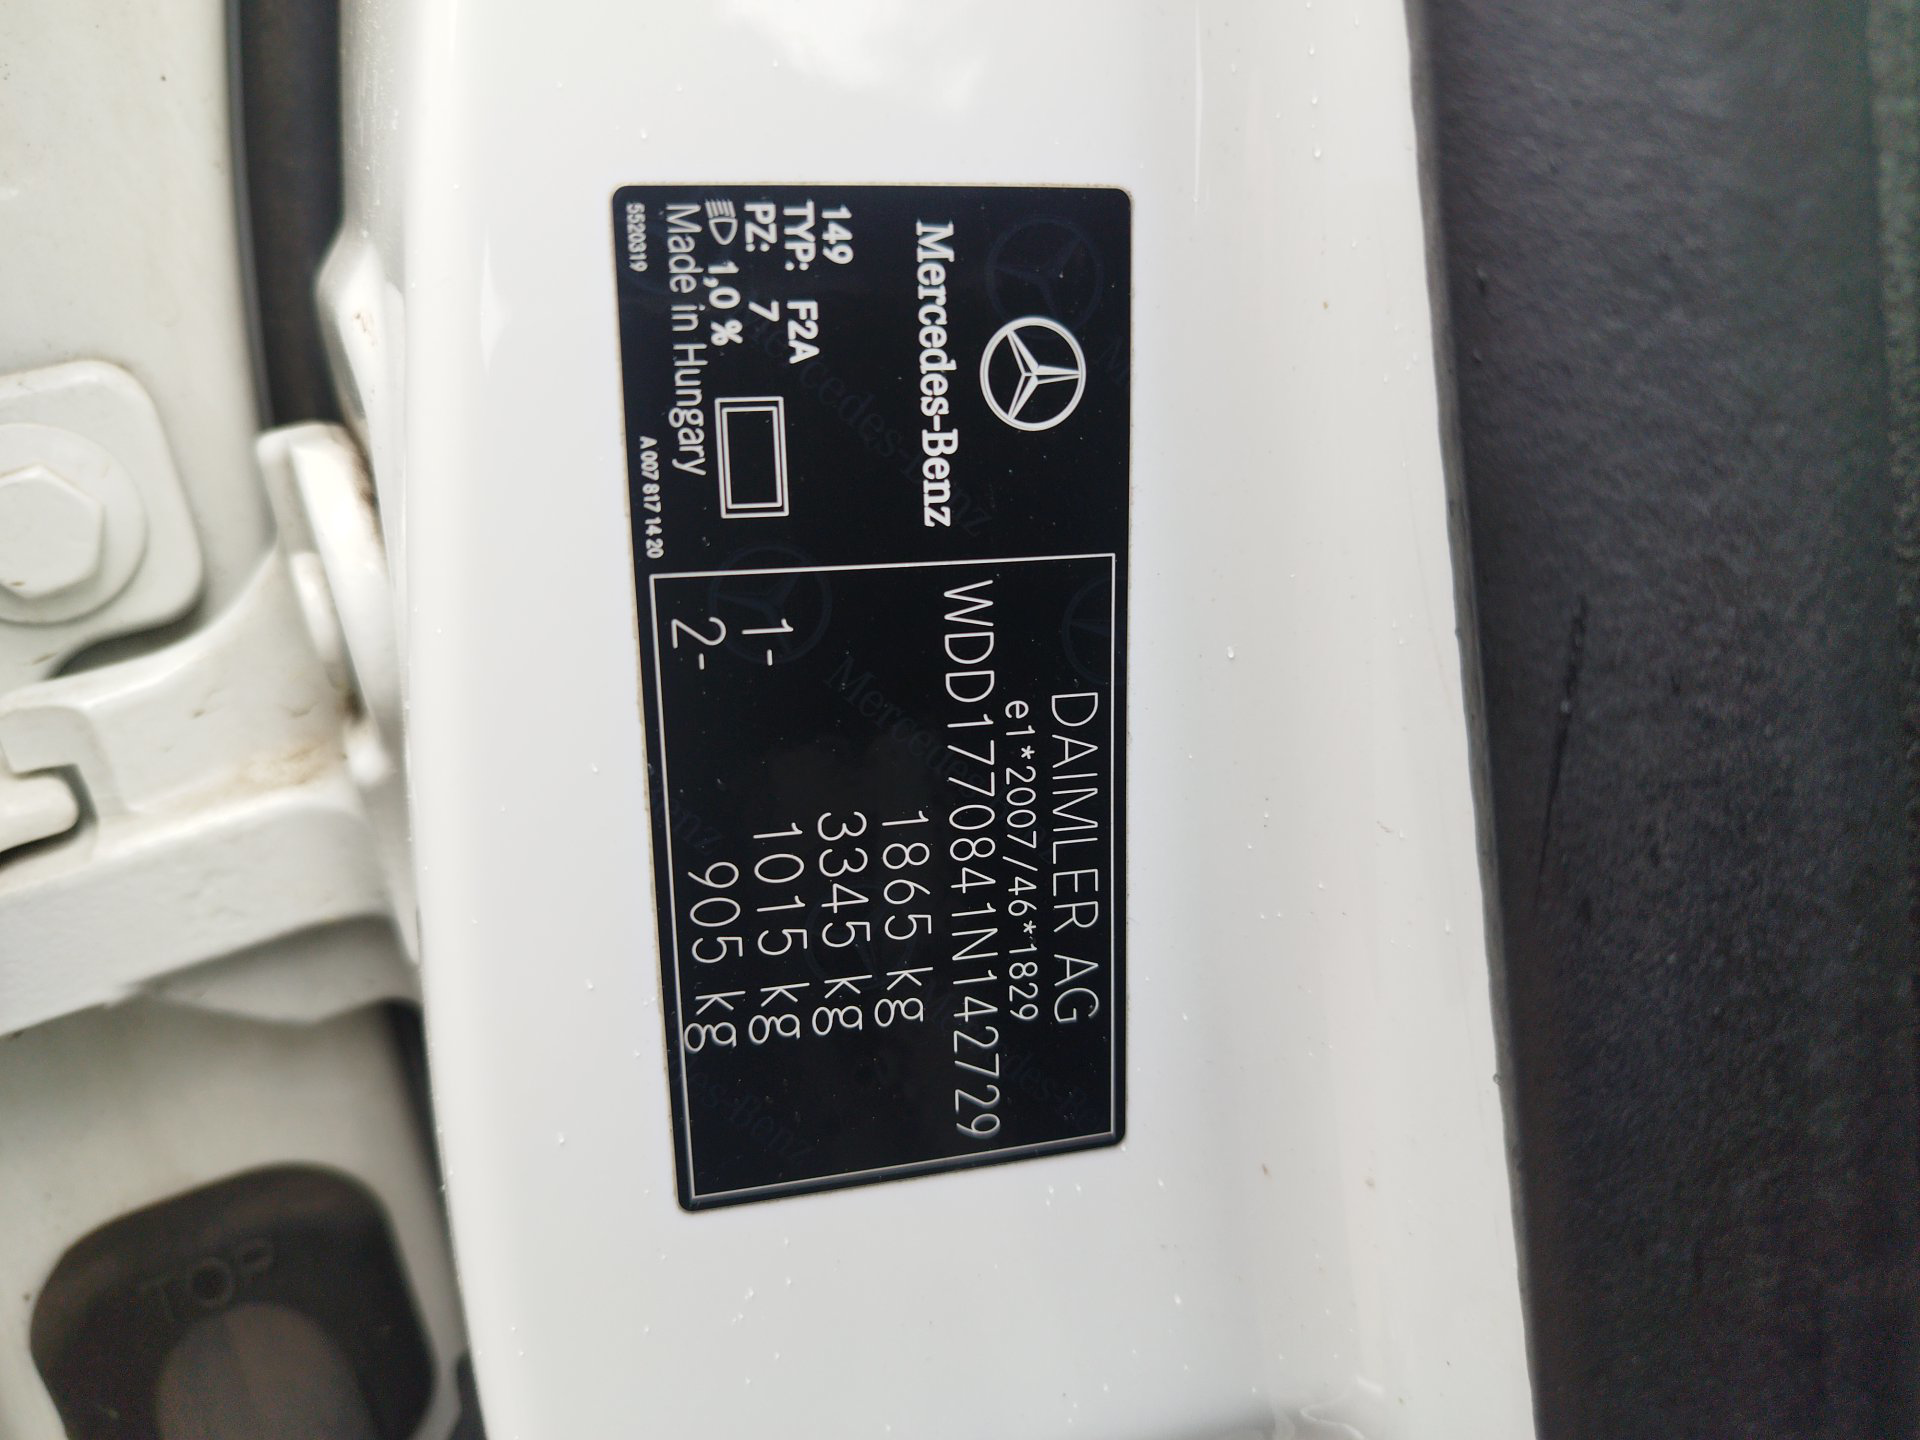 Mercedes-Benz
149
TYP: F2A
PZ: 7
1,0 %
Made in Hungary
5520319
A 007 817 14 20
DAIMLER AG
e1*2007/46*1829
WDD1770841N142729
1865 kg
3345 kg
1- 1015 kg
2- 905 kg
TOP